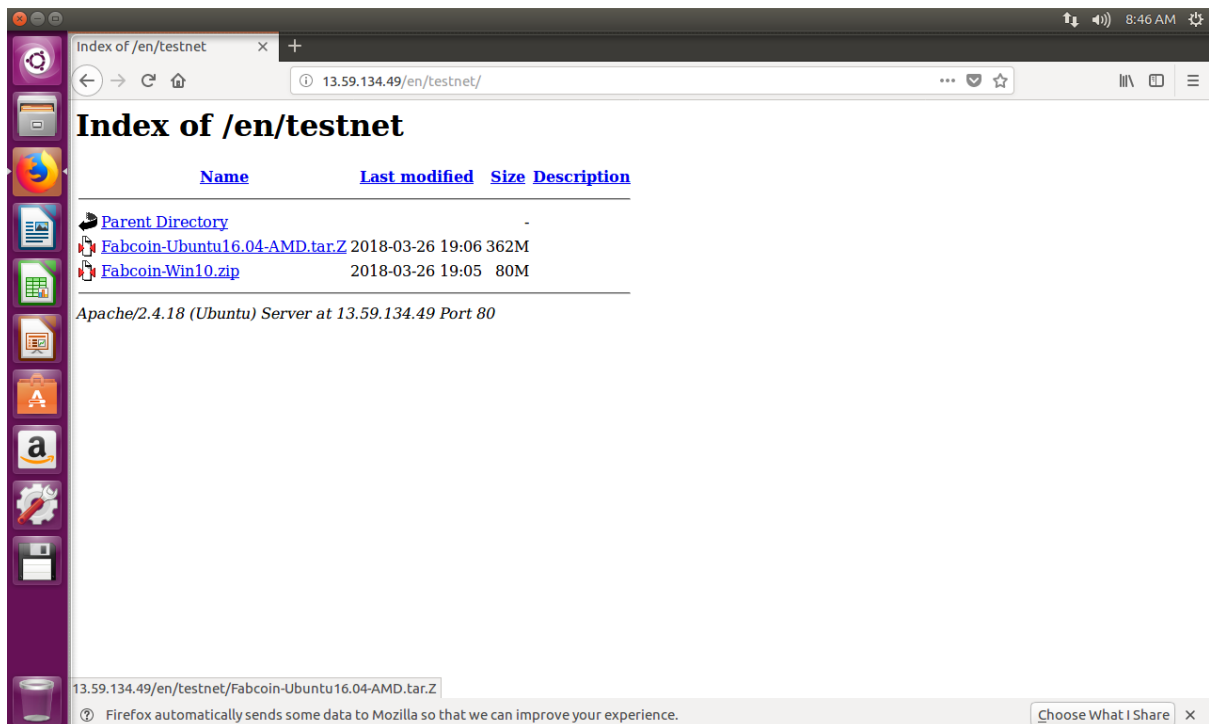 8:46 AM
Index of /en/testnet
13.59.134.49/en/testnet/
Index of /en/testnet
Name Last modified Size Description
Parent Directory -
Fabcoin-Ubuntu16.04-AMD.tar.Z 2018-03-26 19:06 362M
Fabcoin-Win10.zip 2018-03-26 19:05 80M
Apache/2.4.18 (Ubuntu) Server at 13.59.134.49 Port 80
13.59.134.49/en/testnet/Fabcoin-Ubuntu16.04-AMD.tar.Z
Firefox automatically sends some data to Mozilla so that we can improve your experience. Choose What I Share